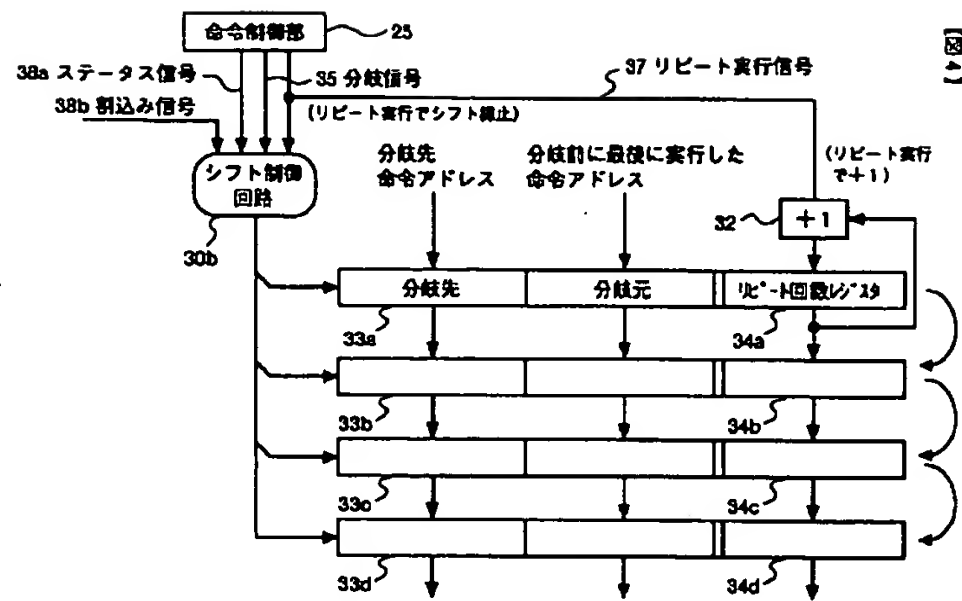 【図4】
命令制御部
25
38a ステータス信号
35 分岐信号
37 リピート実行信号
38b 割込み信号
(リピート実行でシフト禁止)
シフト制御
回路
30b
分岐先
命令アドレス
分岐前に最後に実行した
命令アドレス
(リピート実行
で+1)
32
+1
分岐先
分岐元
リピート回数レジスタ
33a
34a
33b
34b
33c
34c
33d
34d